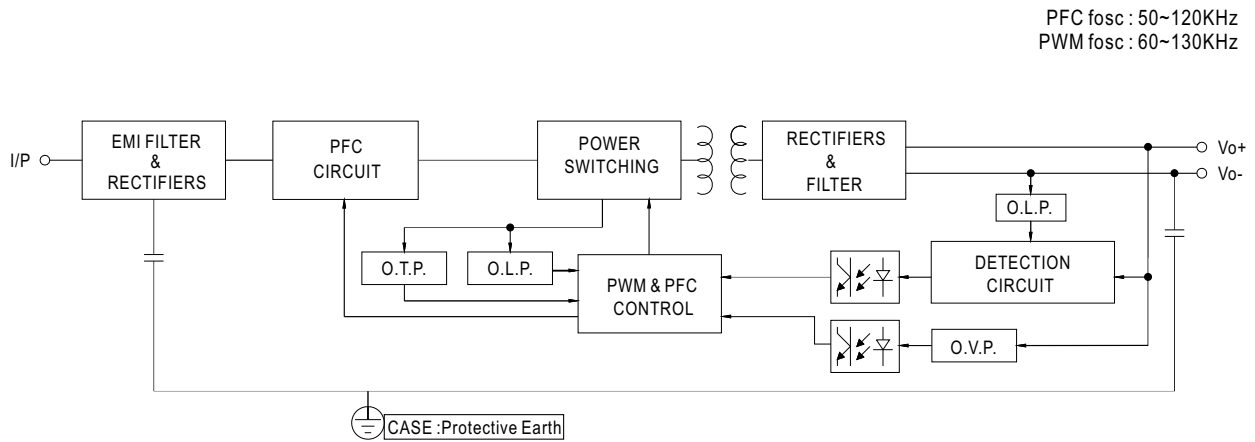 PFC fosc : 50~120KHz
PWM fosc : 60~130KHz
I/P
EMI FILTER
&
RECTIFIERS
PFC
CIRCUIT
POWER
SWITCHING
RECTIFIERS
&
FILTER
Vo+
Vo-
O.L.P.
O.T.P.
O.L.P.
PWM & PFC
CONTROL
DETECTION
CIRCUIT
O.V.P.
CASE :Protective Earth